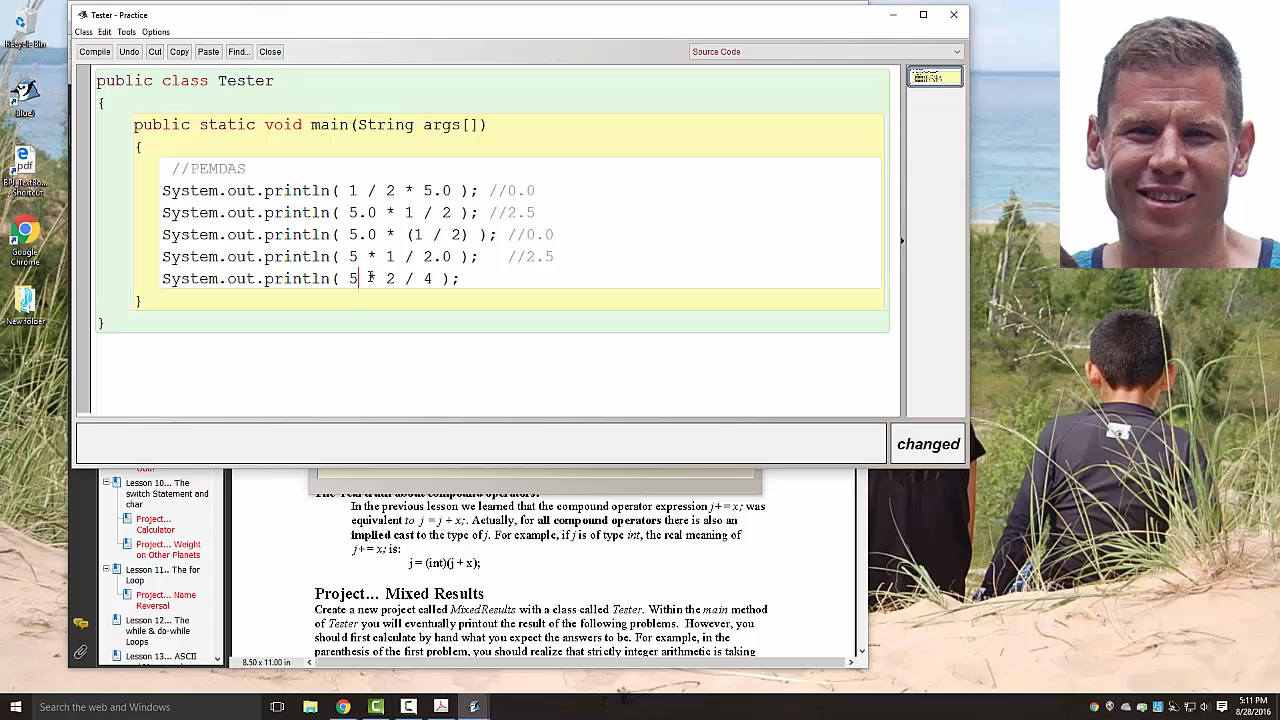 Tester - Practice
Class Edit Tools Options
Compile Undo Cut Copy Paste Find... Close Source Code
public class Tester
{
public static void main(String args[])
{
//PEMDAS
System.out.println( 1 / 2 * 5.0 ); //0.0
System.out.println( 5.0 * 1 / 2 ); //2.5
System.out.println( 5.0 * (1 / 2) ); //0.0
System.out.println( 5 * 1 / 2.0 ); //2.5
System.out.println( 5 * 2 / 4 );
}
}
changed
Recycle Bin
BlueJ
Shortcut
Google
Chrome
New folder
Lesson 10... The
switch Statement and
char
Project...
Calculator
Project... Weight
on Other Planets
Lesson 11.. The for
Loop
Project... Name
Reversal
Lesson 12... The
while & do-while
Loops
Lesson 13... ASCII
In the previous lesson we learned that the compound operator expression j+= x; was
equivalent to j = j + x;. Actually, for all compound operators there is also an
implied cast to the type of j. For example, if j is of type int, the real meaning of
j+= x; is:
j= (int)(j + x);
Project... Mixed Results
Create a new project called MixedResults with a class called Tester. Within the main method
of Tester you will eventually printout the result of the following problems. However, you
should first calculate by hand what you expect the answers to be. For example, in the
parenthesis of the first problem, you should realize that strictly integer arithmetic is taking
8.50 x 11.00 in
Search the web and Windows
5:11 PM
8/28/2016